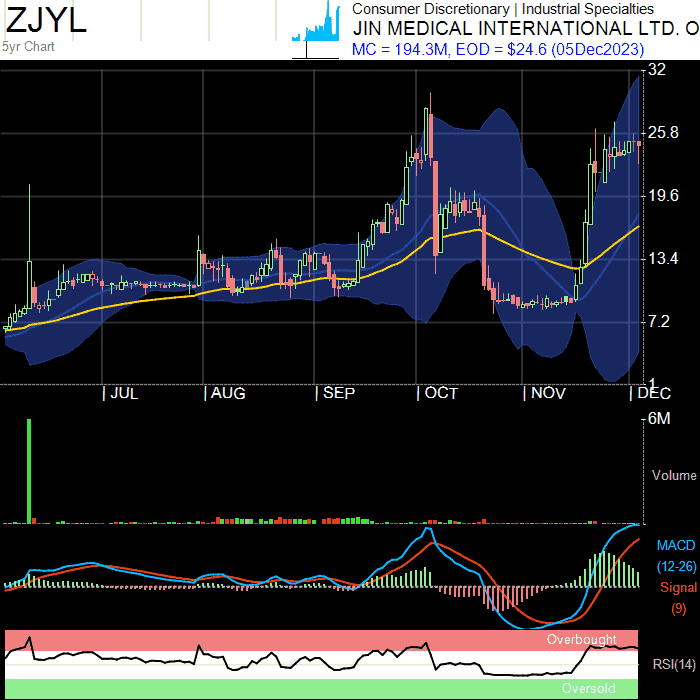 ZJYL
5yr Chart
Consumer Discretionary | Industrial Specialties
JIN MEDICAL INTERNATIONAL LTD. O
MC = 194.3M, EOD = $24.6 (05Dec2023)
32
25.8
19.6
13.4
7.2
1
| JUL | AUG | SEP | OCT | NOV | DEC
6M
Volume
MACD
(12-26)
Signal
(9)
Overbought
RSI(14)
Oversold